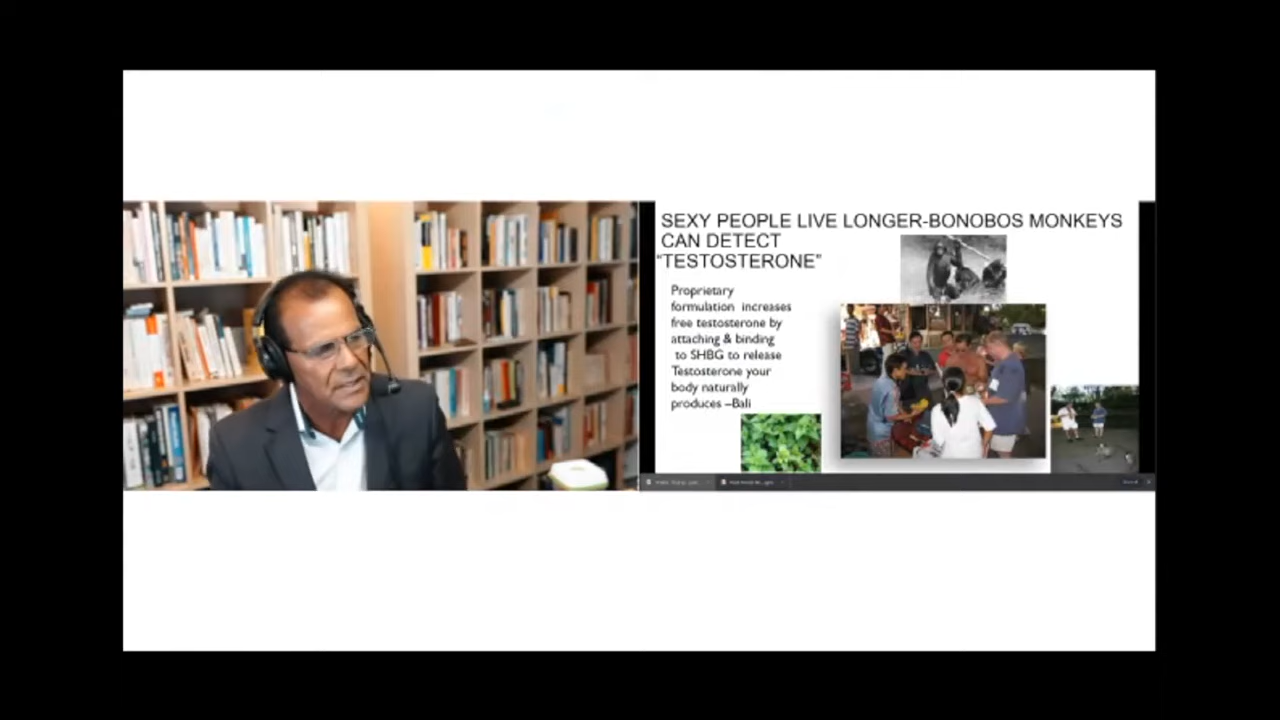 SEXY PEOPLE LIVE LONGER-BONOBOS MONKEYS
CAN DETECT
“TESTOSTERONE”
Proprietary
formulation increases
free testosterone by
attaching & binding
to SHBG to release
Testosterone your
body naturally
produces –Bali